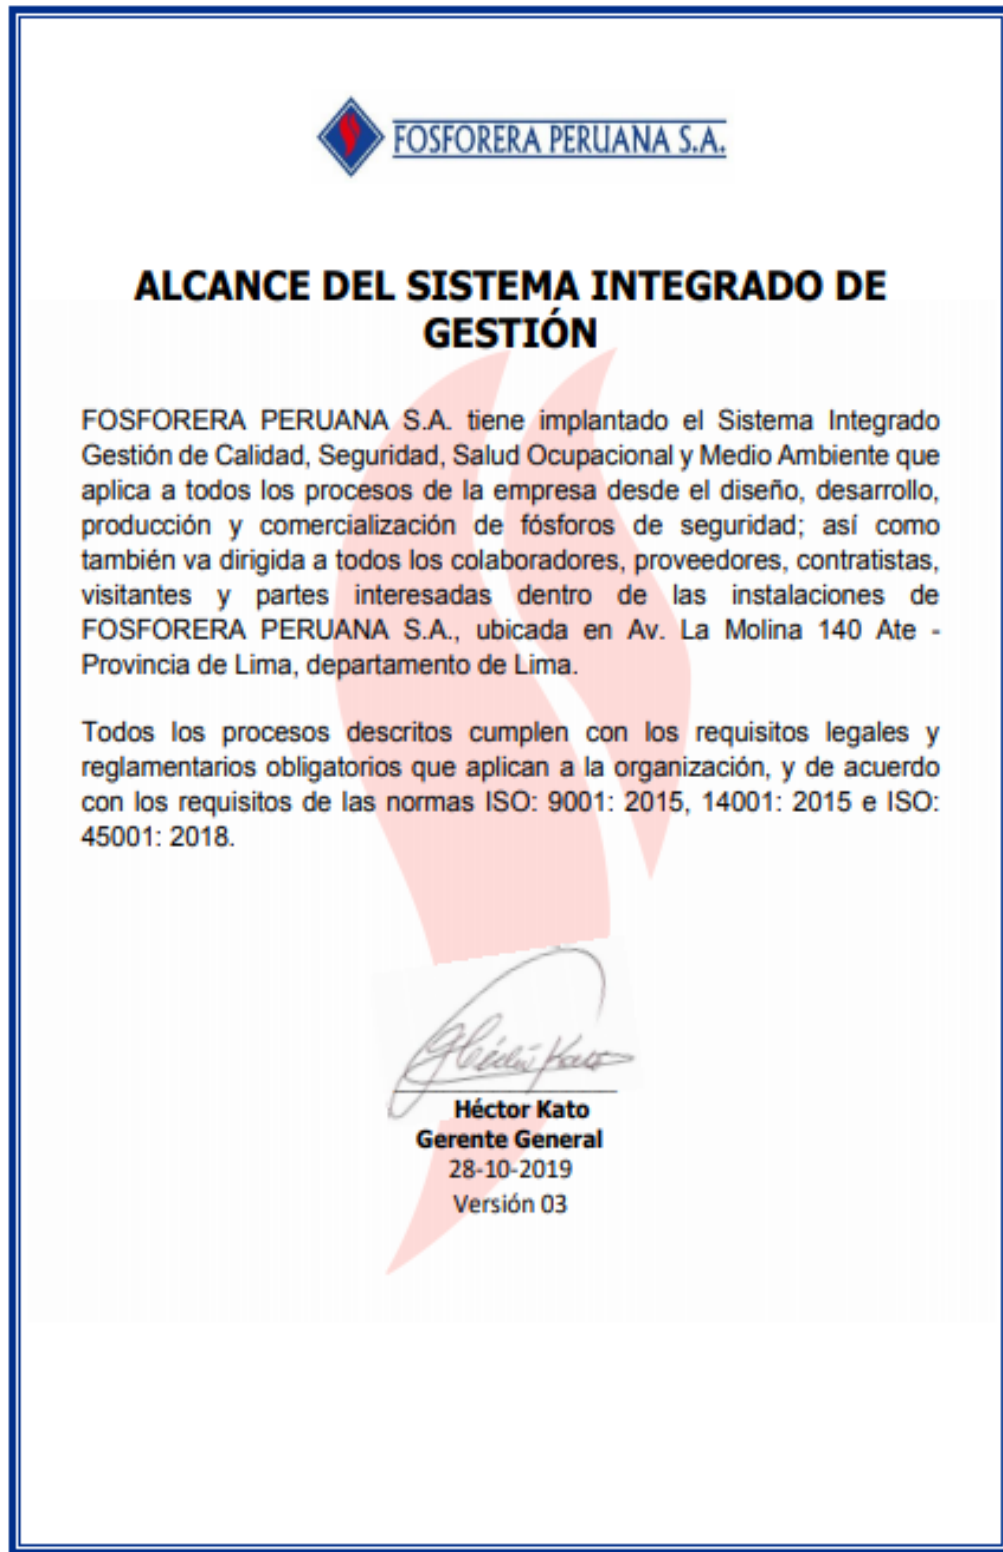 FOSFORERA PERUANA S.A.
ALCANCE DEL SISTEMA INTEGRADO DE
GESTIÓN
FOSFORERA PERUANA S.A. tiene implantado el Sistema Integrado
Gestión de Calidad, Seguridad, Salud Ocupacional y Medio Ambiente que
aplica a todos los procesos de la empresa desde el diseño, desarrollo,
producción y comercialización de fósforos de seguridad; así como
también va dirigida a todos los colaboradores, proveedores, contratistas,
visitantes y partes interesadas dentro de las instalaciones de
FOSFORERA PERUANA S.A., ubicada en Av. La Molina 140 Ate -
Provincia de Lima, departamento de Lima.
Todos los procesos descritos cumplen con los requisitos legales y
reglamentarios obligatorios que aplican a la organización, y de acuerdo
con los requisitos de las normas ISO: 9001: 2015, 14001: 2015 e ISO:
45001: 2018.
Héctor Kato
Héctor Kato
Gerente General
28-10-2019
Versión 03